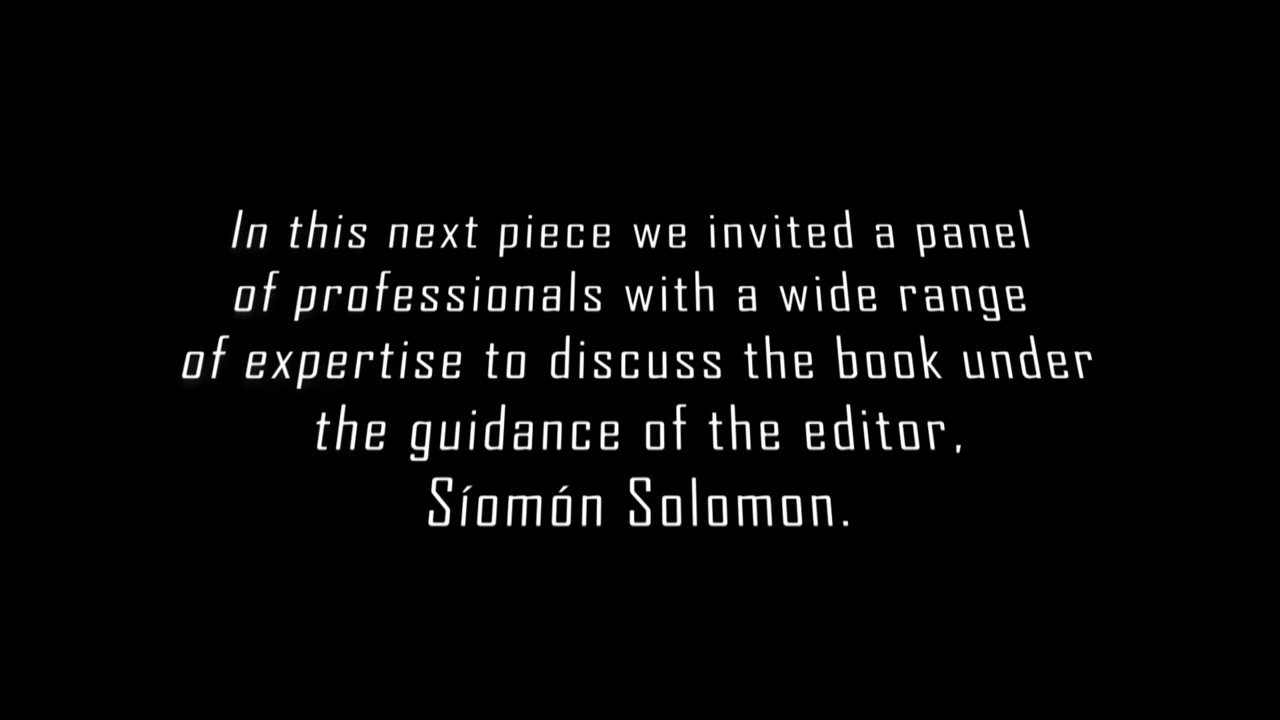 In this next piece we invited a panel
of professionals with a wide range
of expertise to discuss the book under
the guidance of the editor,
Síomón Solomon.